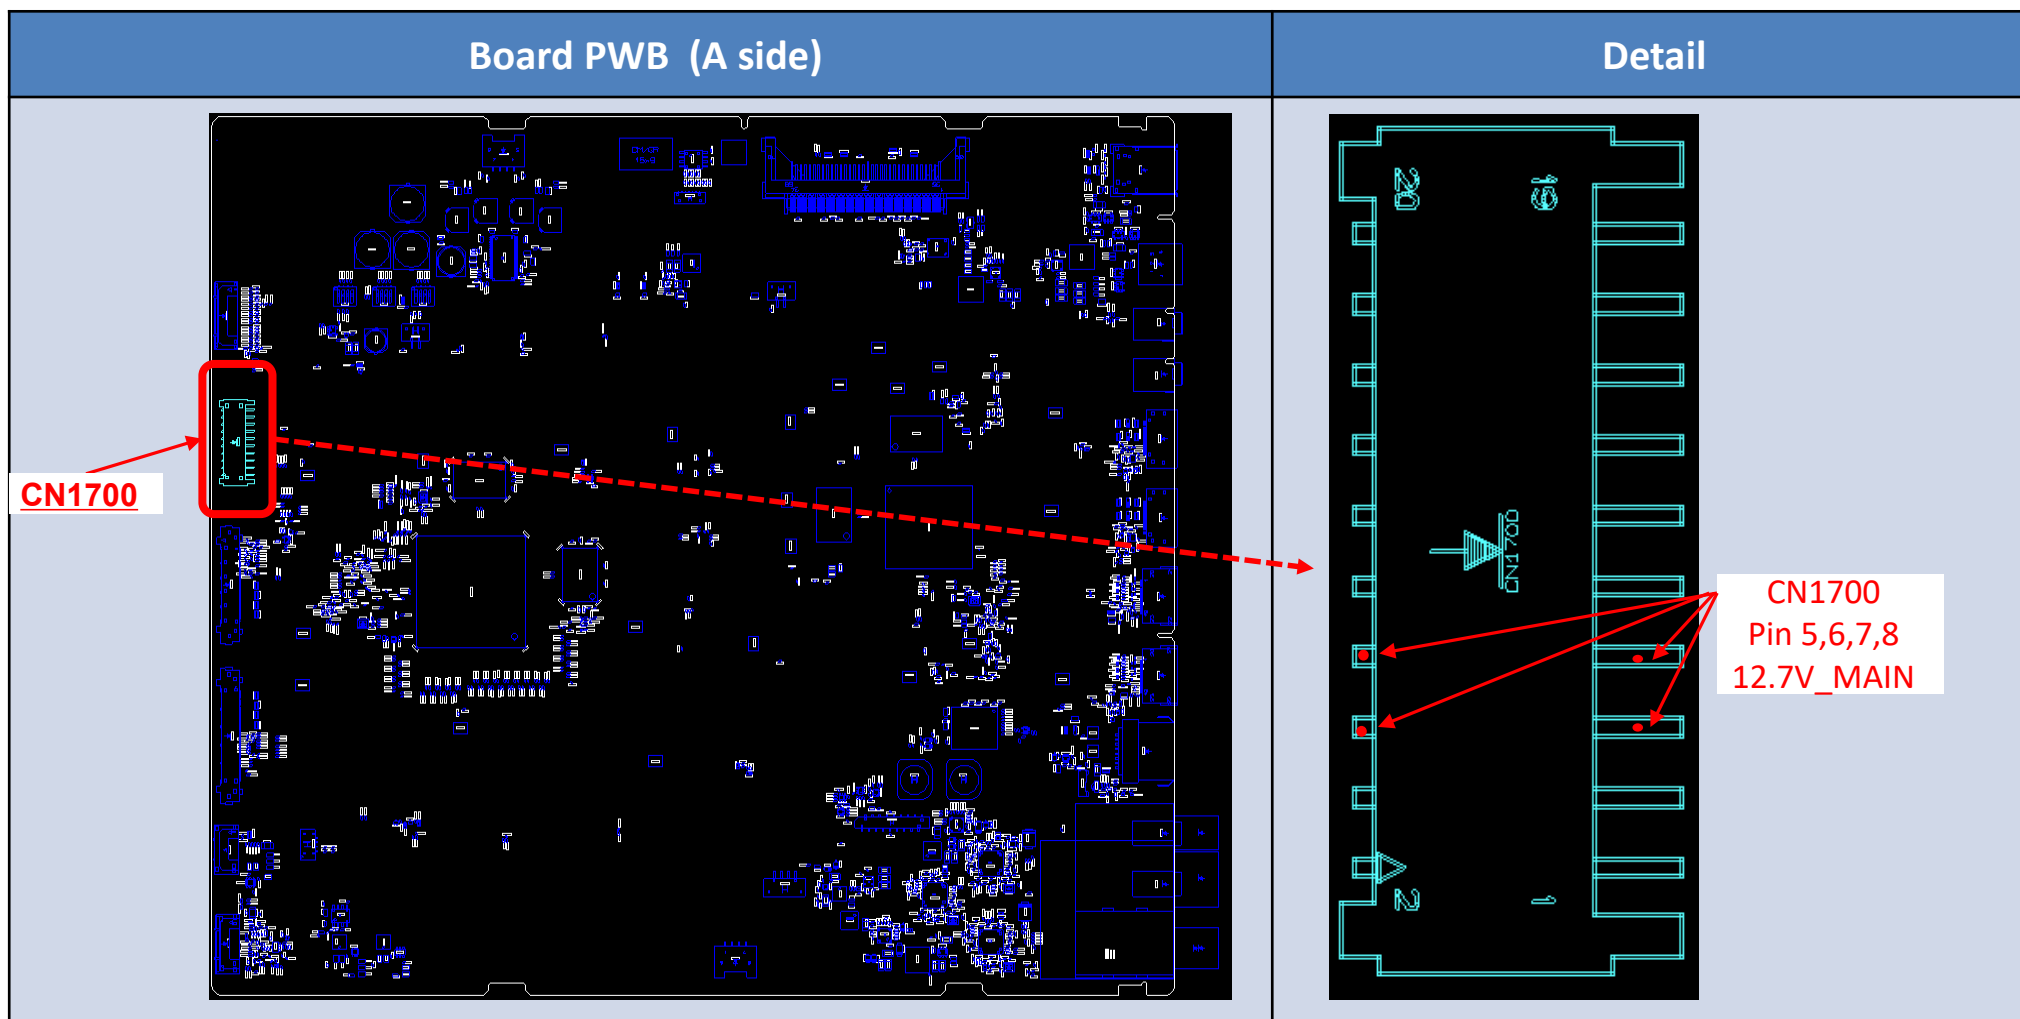 Board PWB (A side)
Detail
CN1700
20
19
CN1700
2
1
CN1700
Pin 5,6,7,8
12.7V_MAIN